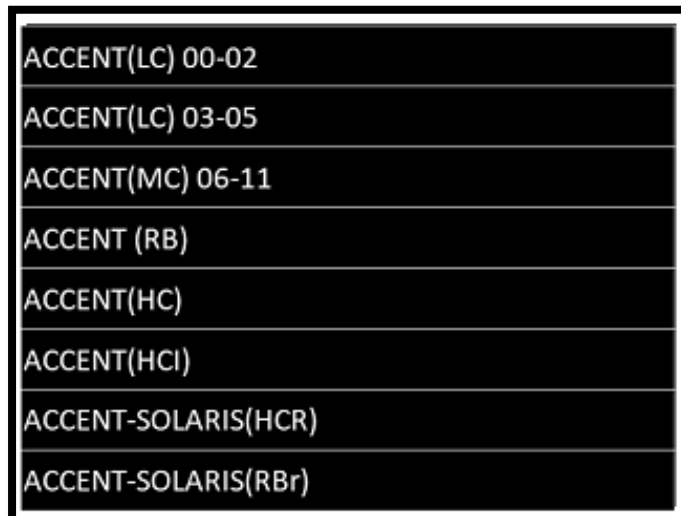 ACCENT(LC) 00-02
ACCENT(LC) 03-05
ACCENT(MC) 06-11
ACCENT (RB)
ACCENT(HC)
ACCENT(HCI)
ACCENT-SOLARIS(HCR)
ACCENT-SOLARIS(RBr)